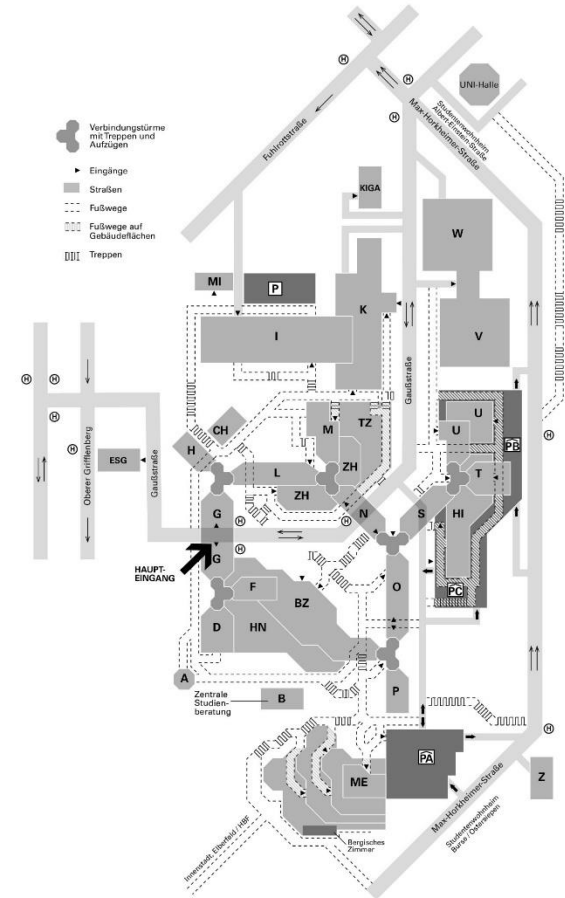 H
H
H
UNI-Halle
Studentenwohnheim
Albert-Einstein-Straße
Max-Horkheimer-Straße
Fuhlrottstraße
Verbindungstürme
mit Treppen und
Aufzügen
Eingänge
Straßen
Fußwege
Fußwege auf
Gebäudeflächen
Treppen
KIGA
W
MI
P
K
I
V
Gaußstraße
H
H
H
H
Oberer Grifflenberg
ESG
Gaußstraße
CH
H
M
TZ
ZH
L
ZH
U
U
PB
H
T
G
N
S
HI
H
H
H
G
HAUPT-
EINGANG
F
BZ
O
PC
D
HN
A
Zentrale
Studien-
beratung
B
P
H
PA
ME
Z
Max-Horkheimer-Straße
Studentenwohnheim
Burse / Ostersiepen
Bergisches
Zimmer
Innenstadt, Elberfeld / HBF